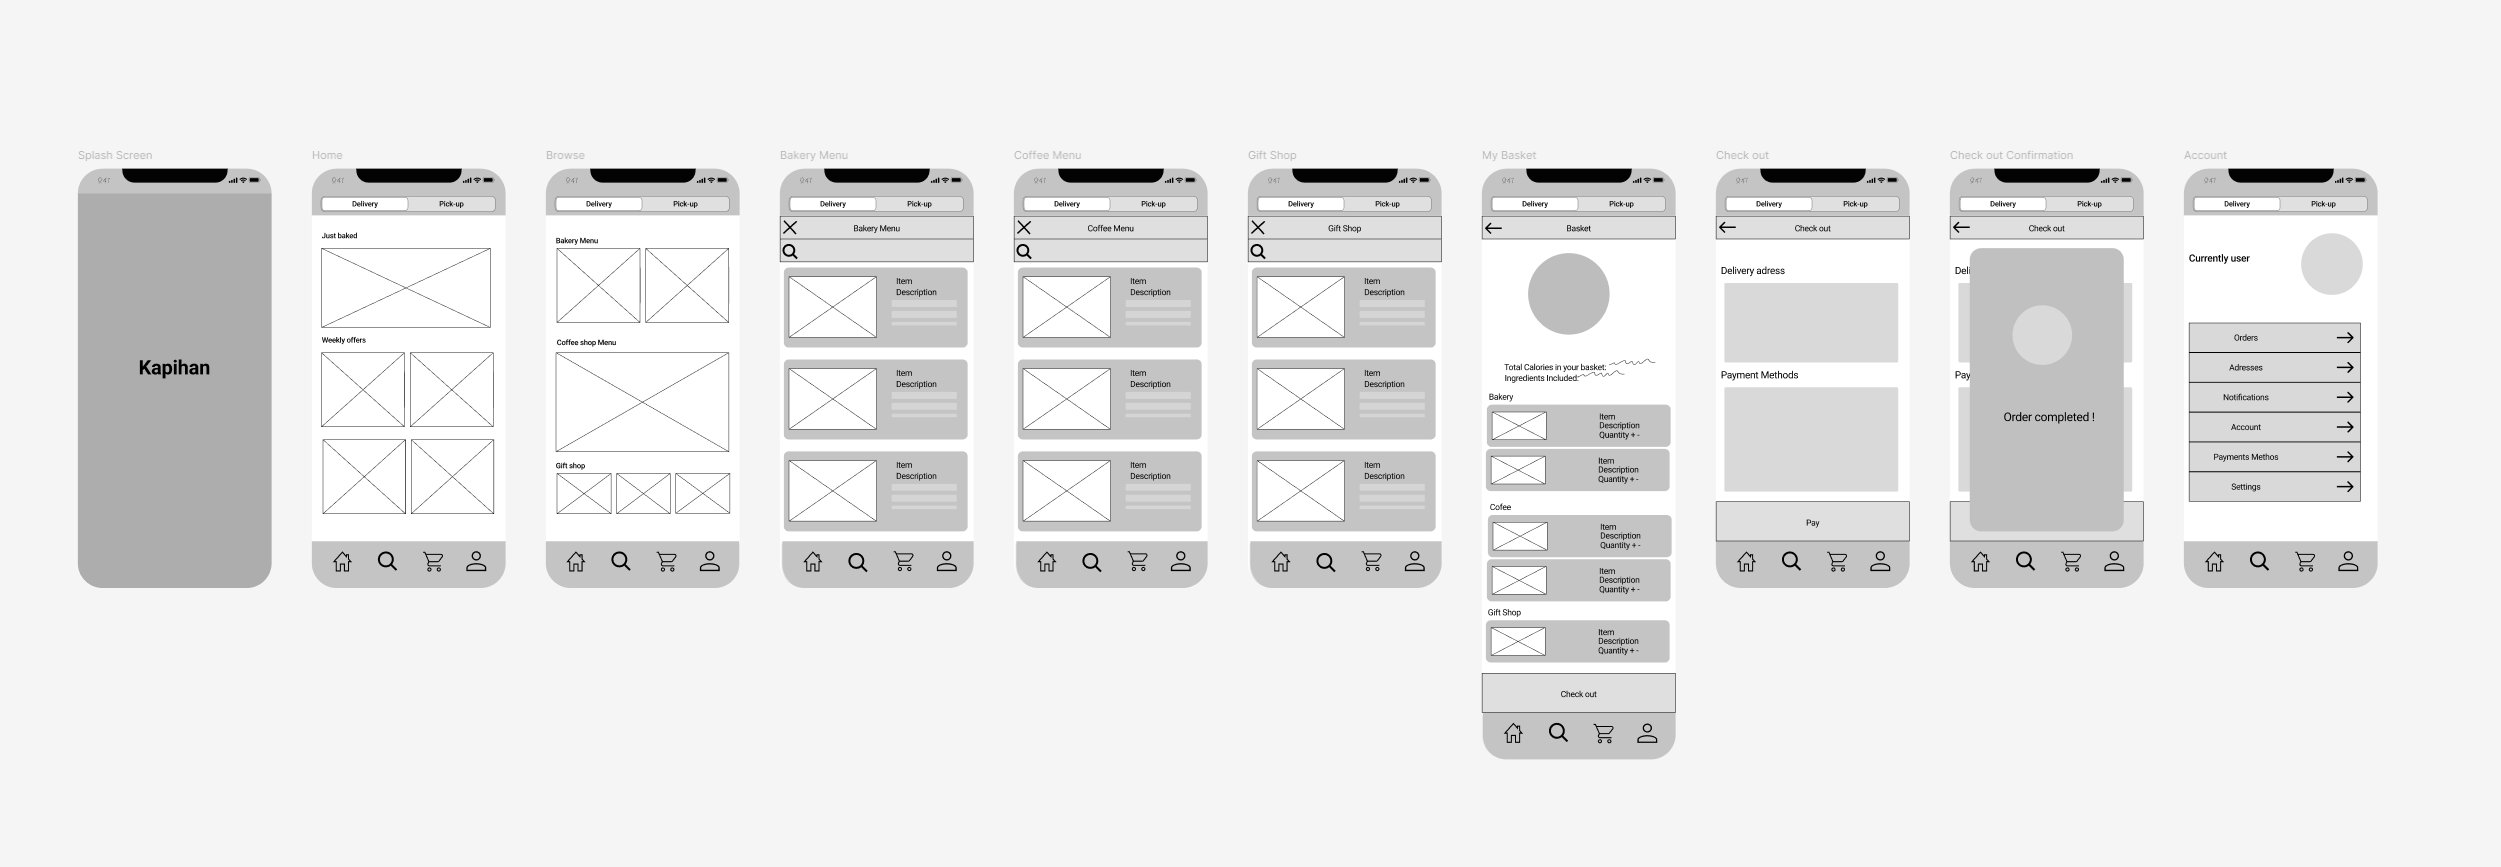 Splash Screen
9:41
Kapihan
Home
9:41
Delivery Pick-up
Just baked
Weekly offers
Browse
9:41
Delivery Pick-up
Bakery Menu
Coffee shop Menu
Gift shop
Bakery Menu
9:41
Delivery Pick-up
Bakery Menu
Item
Description
Item
Description
Item
Description
Coffee Menu
9:41
Delivery Pick-up
Coffee Menu
Item
Description
Item
Description
Item
Description
Gift Shop
9:41
Delivery Pick-up
Gift Shop
Item
Description
Item
Description
Item
Description
My Basket
9:41
Delivery Pick-up
Basket
Total Calories in your basket:
Ingredients Included:
Bakery
Item
Description
Quantity + -
Item
Description
Quantity + -
Cofee
Item
Description
Quantity + -
Item
Description
Quantity + -
Gift Shop
Item
Description
Quantity + -
Check out
Check out
9:41
Delivery Pick-up
Check out
Delivery adress
Payment Methods
Pay
Check out Confirmation
9:41
Delivery Pick-up
Check out
Deli
Pay
Order completed !
Account
9:41
Delivery Pick-up
Currently user
Orders
Adresses
Notifications
Account
Payments Methos
Settings